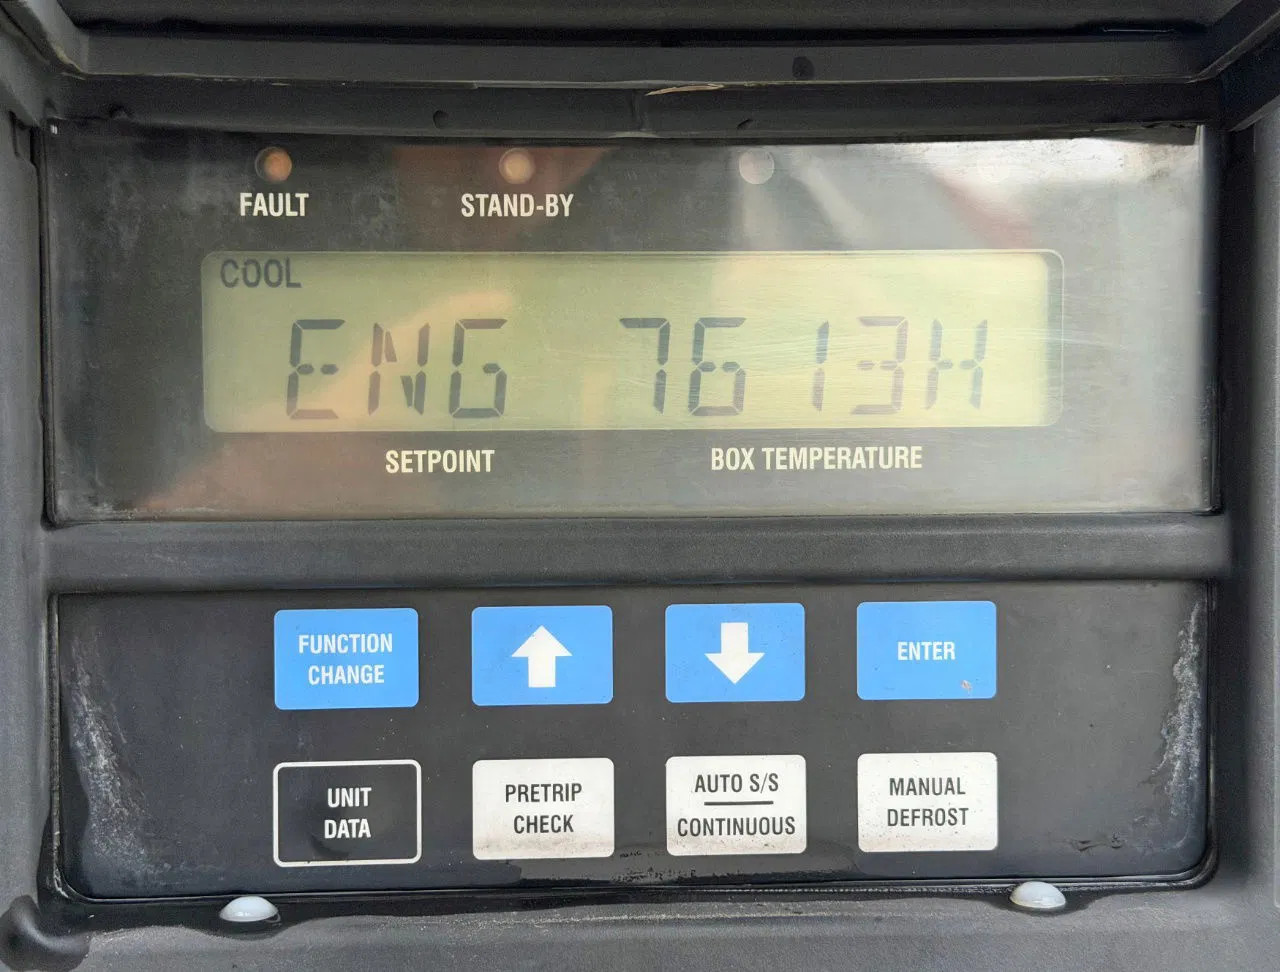 FAULT STAND-BY
COOL
ENG 7613H
SETPOINT BOX TEMPERATURE
FUNCTION
CHANGE
ENTER
UNIT
DATA
PRETRIP
CHECK
AUTO S/S
CONTINUOUS
MANUAL
DEFROST